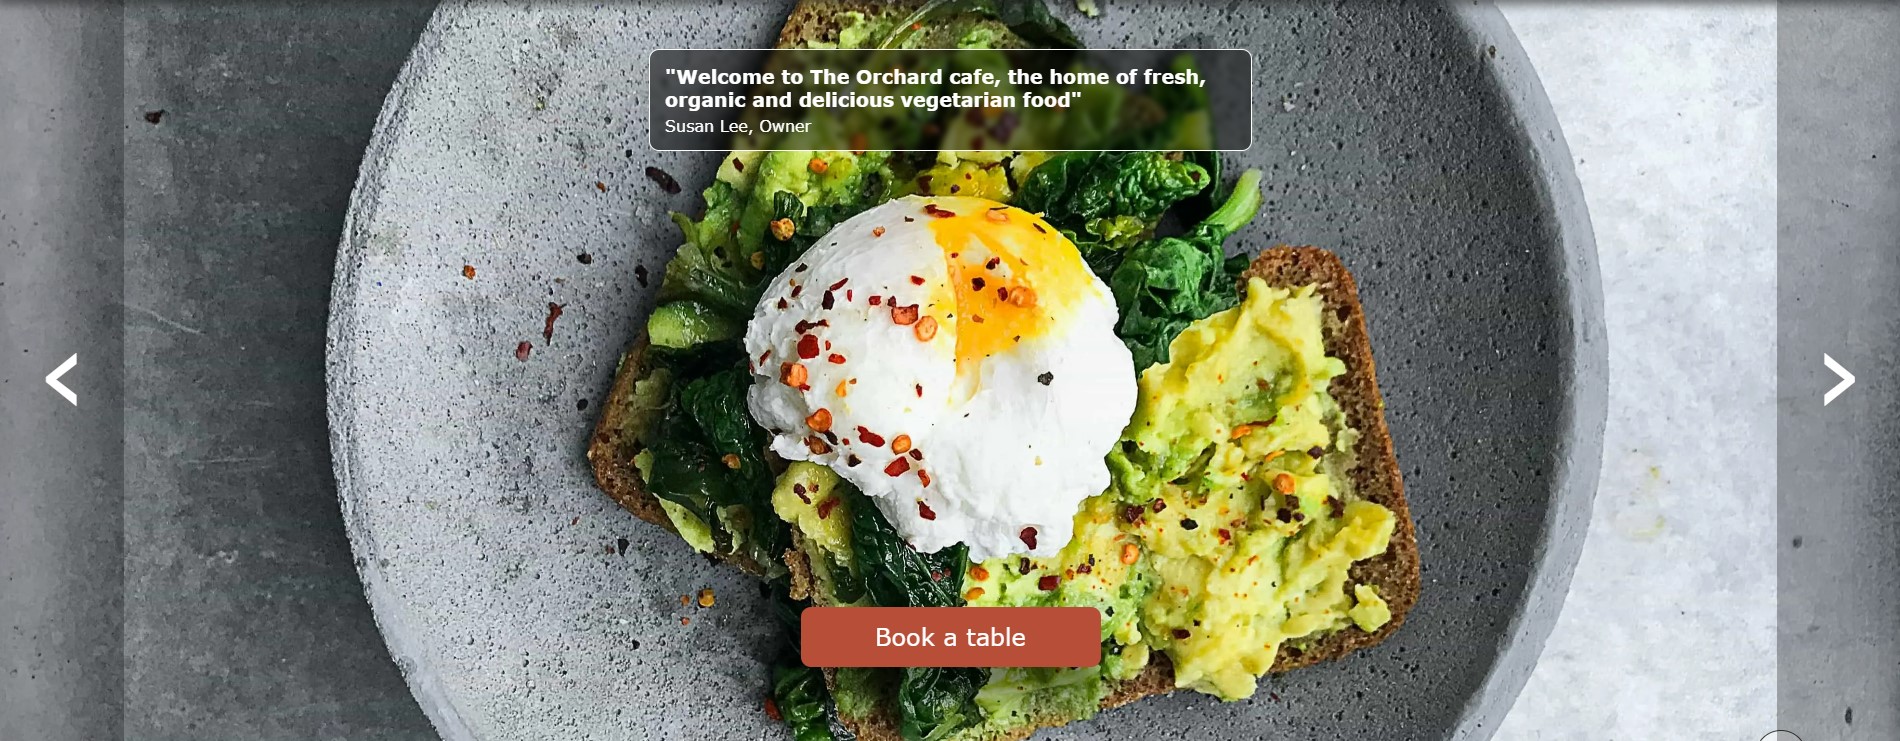 "Welcome to The Orchard cafe, the home of fresh,
organic and delicious vegetarian food"
Susan Lee, Owner
Book a table